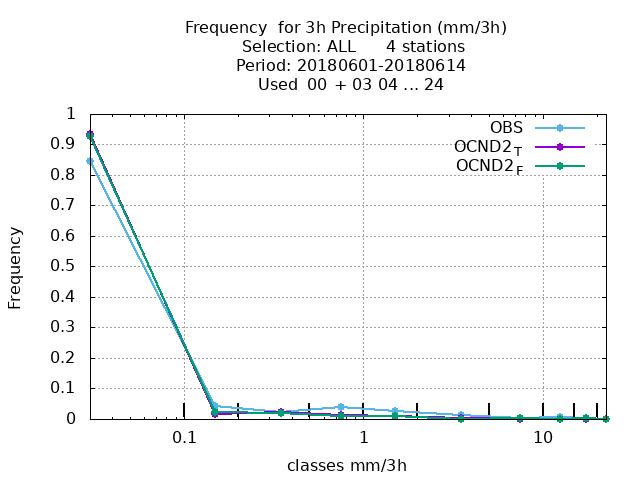 Frequency  for 3h Precipitation (mm/3h)
Selection: ALL      4 stations
Period: 20180601-20180614
Used  00  + 03 04 ... 24
OBS
OCND2T
OCND2F
1
0.9
0.8
0.7
0.6
0.5
0.4
0.3
0.2
0.1
0
Frequency
0.1 1 10
classes mm/3h